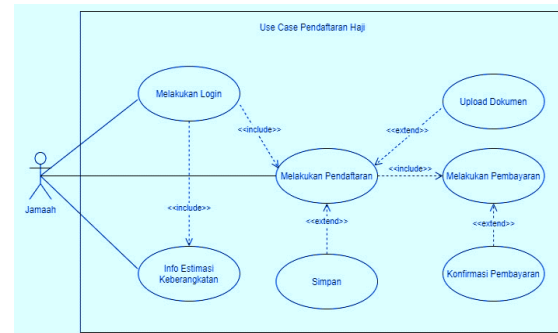 Use Case Pendaftaran Haji
Melakukan Login
Upload Dokumen
<<include>>
<<extend>>
Jamaah
Melakukan Pendaftaran
<<include>>
Melakukan Pembayaran
<<include>>
<<extend>>
<<extend>>
Info Estimasi
Keberangkatan
Simpan
Konfirmasi Pembayaran